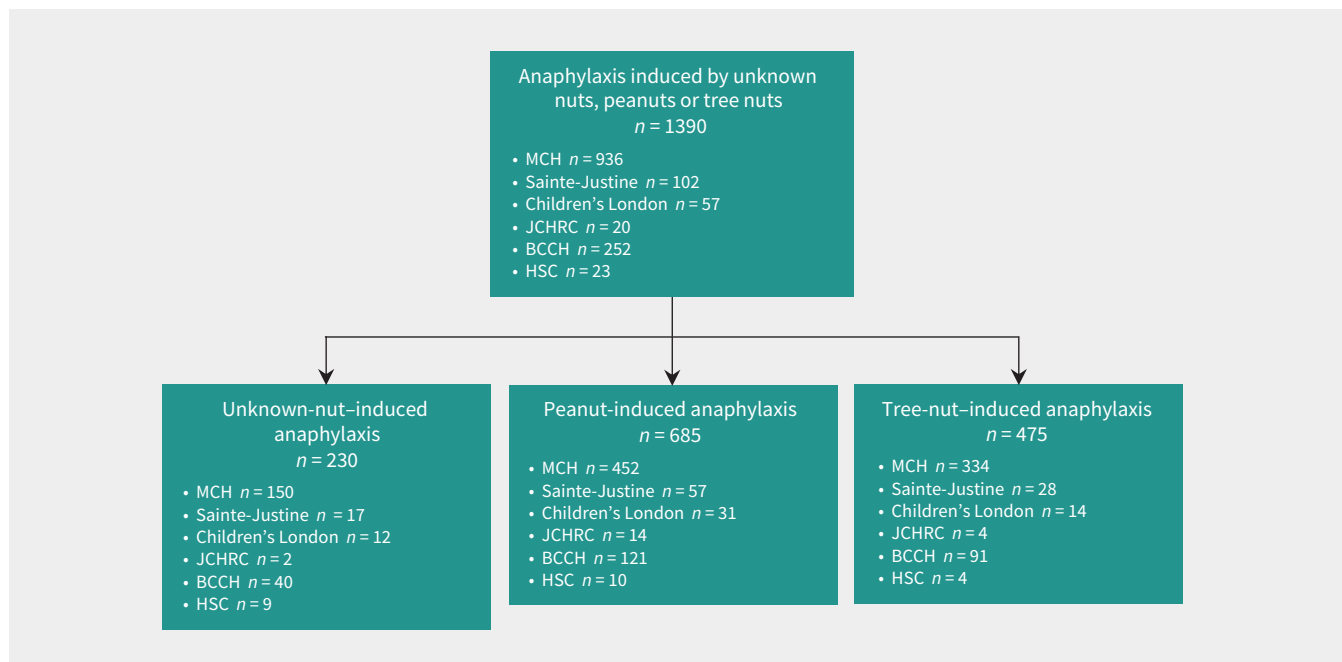 Anaphylaxis induced by unknown
nuts, peanuts or tree nuts
n = 1390
• MCH n = 936
• Sainte-Justine n = 102
• Children’s London n = 57
• JCHRC n = 20
• BCCH n = 252
• HSC n = 23
Unknown-nut–induced
anaphylaxis
n = 230
• MCH n = 150
• Sainte-Justine n = 17
• Children’s London n = 12
• JCHRC n = 2
• BCCH n = 40
• HSC n = 9
Peanut-induced anaphylaxis
n = 685
• MCH n = 452
• Sainte-Justine n = 57
• Children’s London n = 31
• JCHRC n = 14
• BCCH n = 121
• HSC n = 10
Tree-nut–induced anaphylaxis
n = 475
• MCH n = 334
• Sainte-Justine n = 28
• Children’s London n = 14
• JCHRC n = 4
• BCCH n = 91
• HSC n = 4